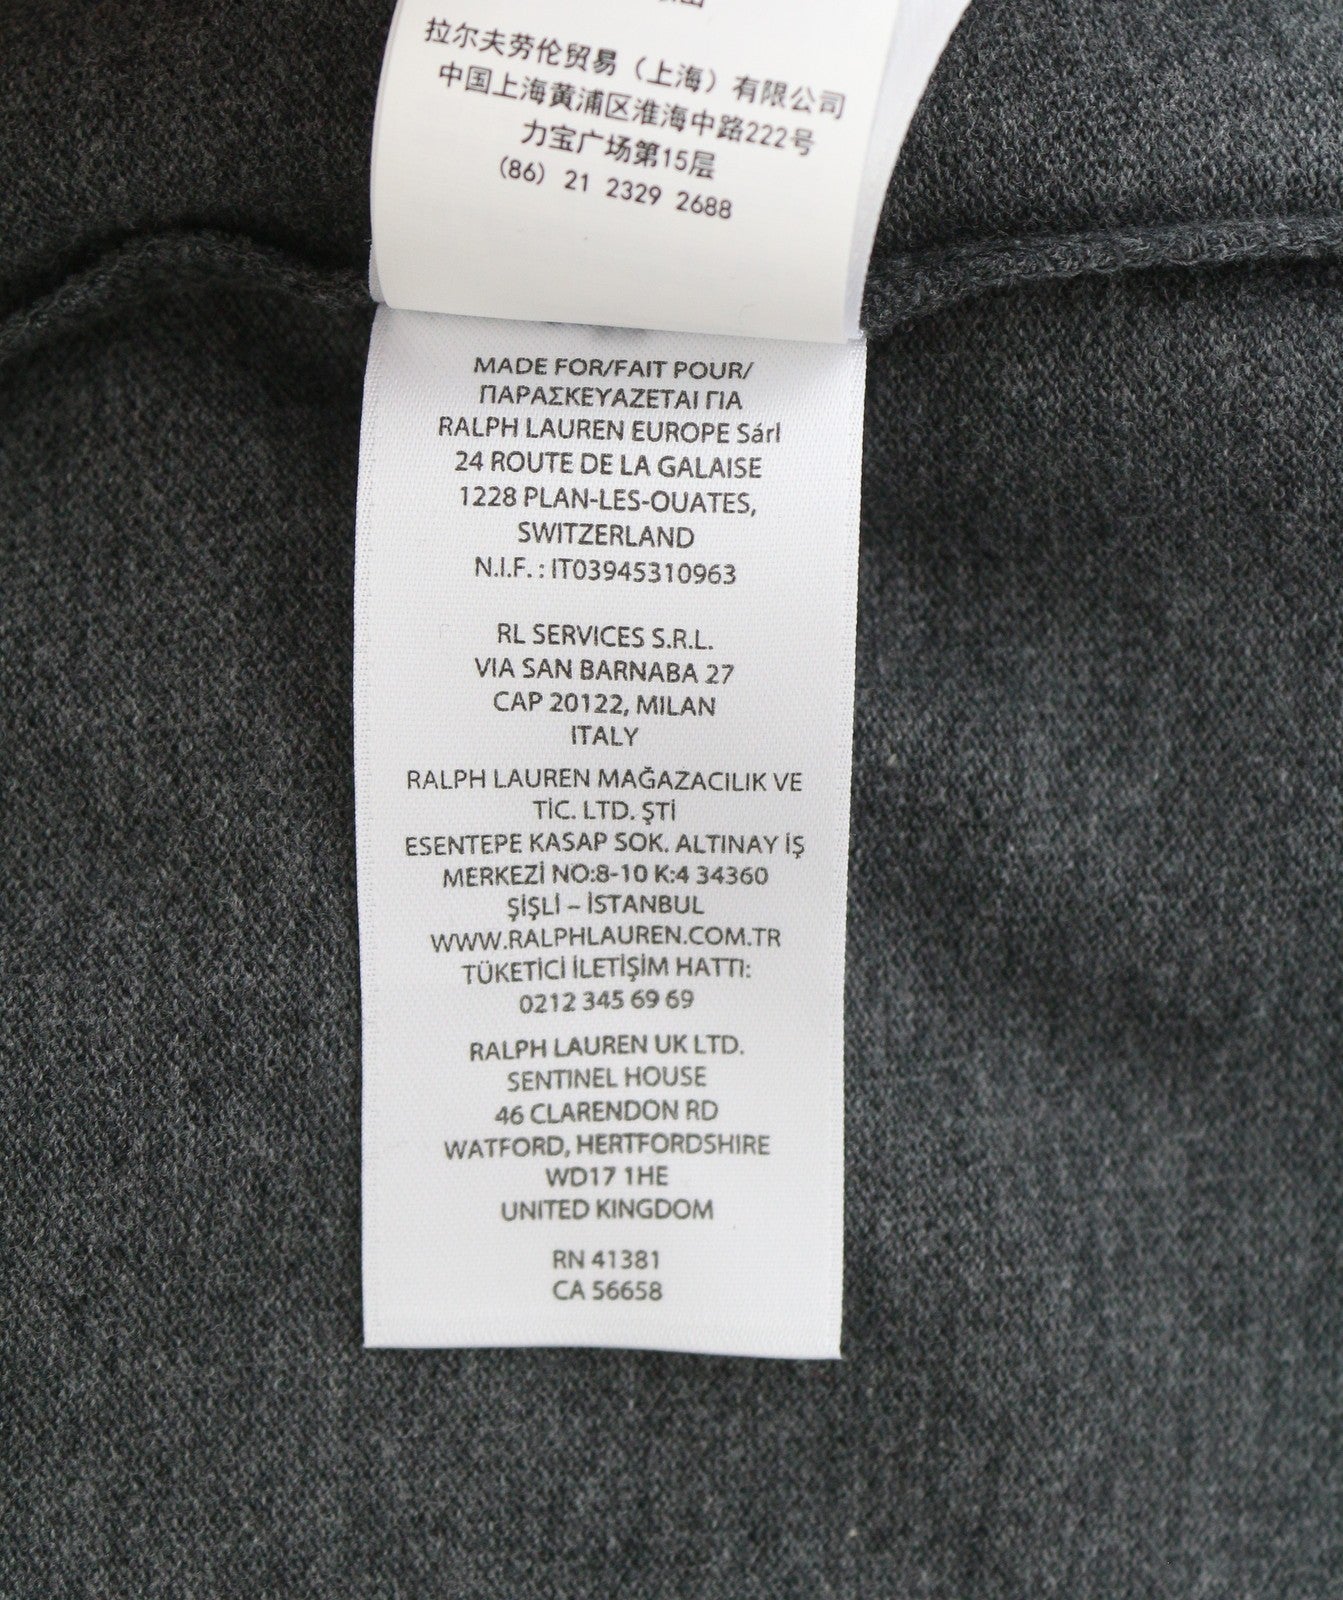 拉尔夫劳伦贸易（上海）有限公司
中国上海黄浦区淮海中路222号
力宝广场第15层
(86) 21 2329 2688
MADE FOR/FAIT POUR/
ΠΑΡΑΣΚΕΥΑΖΕΤΑΙ ΓΙΑ
RALPH LAUREN EUROPE Sárl
24 ROUTE DE LA GALAISE
1228 PLAN-LES-OUATES,
SWITZERLAND
N.I.F. : IT03945310963
RL SERVICES S.R.L.
VIA SAN BARNABA 27
CAP 20122, MILAN
ITALY
RALPH LAUREN MAĞAZACILIK VE
TİC. LTD. ŞTİ
ESENTEPE KASAP SOK. ALTINAY İŞ
MERKEZİ NO:8-10 K:4 34360
ŞİŞLİ – İSTANBUL
WWW.RALPHLAUREN.COM.TR
TÜKETİCİ İLETİŞİM HATTI:
0212 345 69 69
RALPH LAUREN UK LTD.
SENTINEL HOUSE
46 CLARENDON RD
WATFORD, HERTFORDSHIRE
WD17 1HE
UNITED KINGDOM
RN 41381
CA 56658